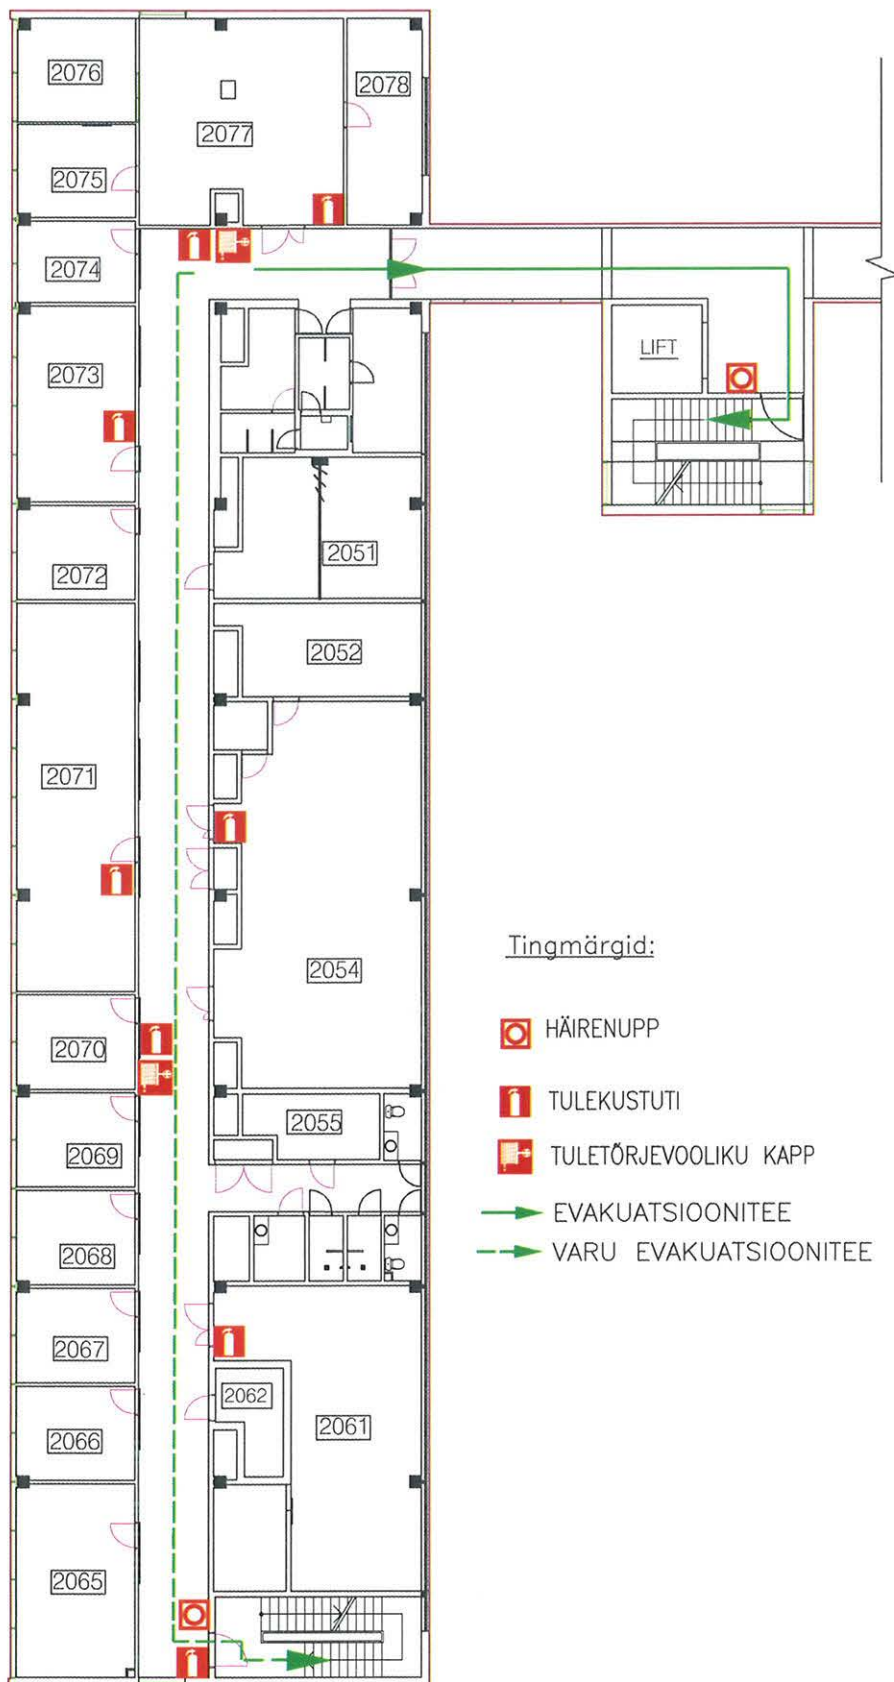 2076
2077
2078
2075
2074
2073
LIFT
2072
2051
2052
2071
2054
2070
2055
2069
2068
2067
2062
2066
2061
2065
Tingmärgid:
HÄIRENUPP
TULEKUSTUTI
TULETÕRJEVOOLIKU KAPP
EVAKUATSIOONITEE
VARU EVAKUATSIOONITEE